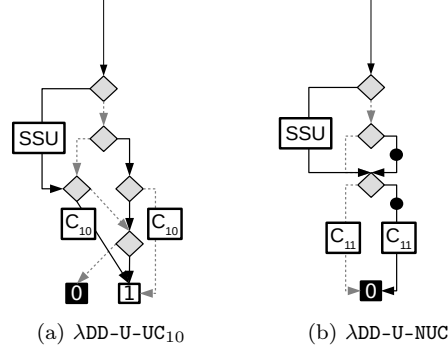 SSU
SSU
C₁₀
C₁₀
C₁₁
C₁₁
0
1
0
(a) λDD-U-UC₁₀
(b) λDD-U-NUC